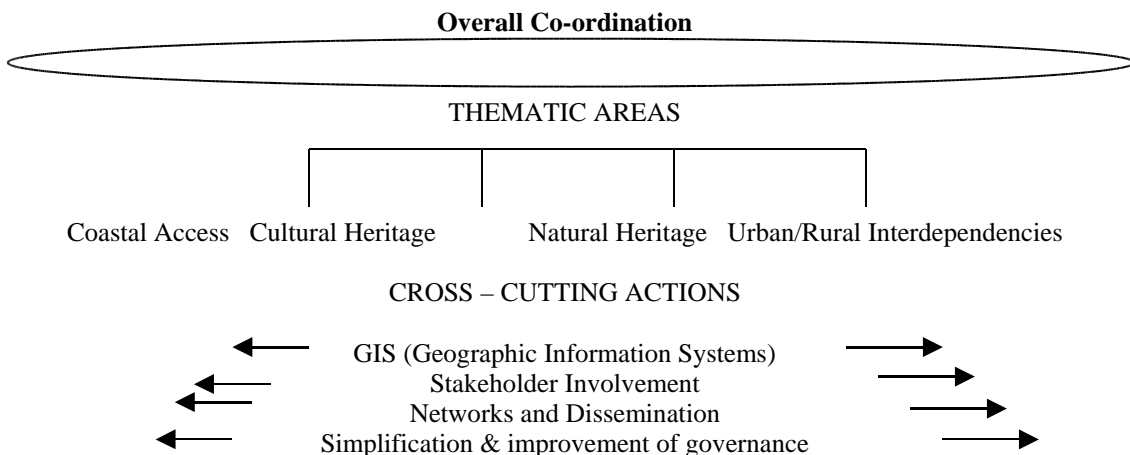 Overall Co-ordination
THEMATIC AREAS
Coastal Access Cultural Heritage Natural Heritage Urban/Rural Interdependencies
CROSS – CUTTING ACTIONS
GIS (Geographic Information Systems)
Stakeholder Involvement
Networks and Dissemination
Simplification & improvement of governance